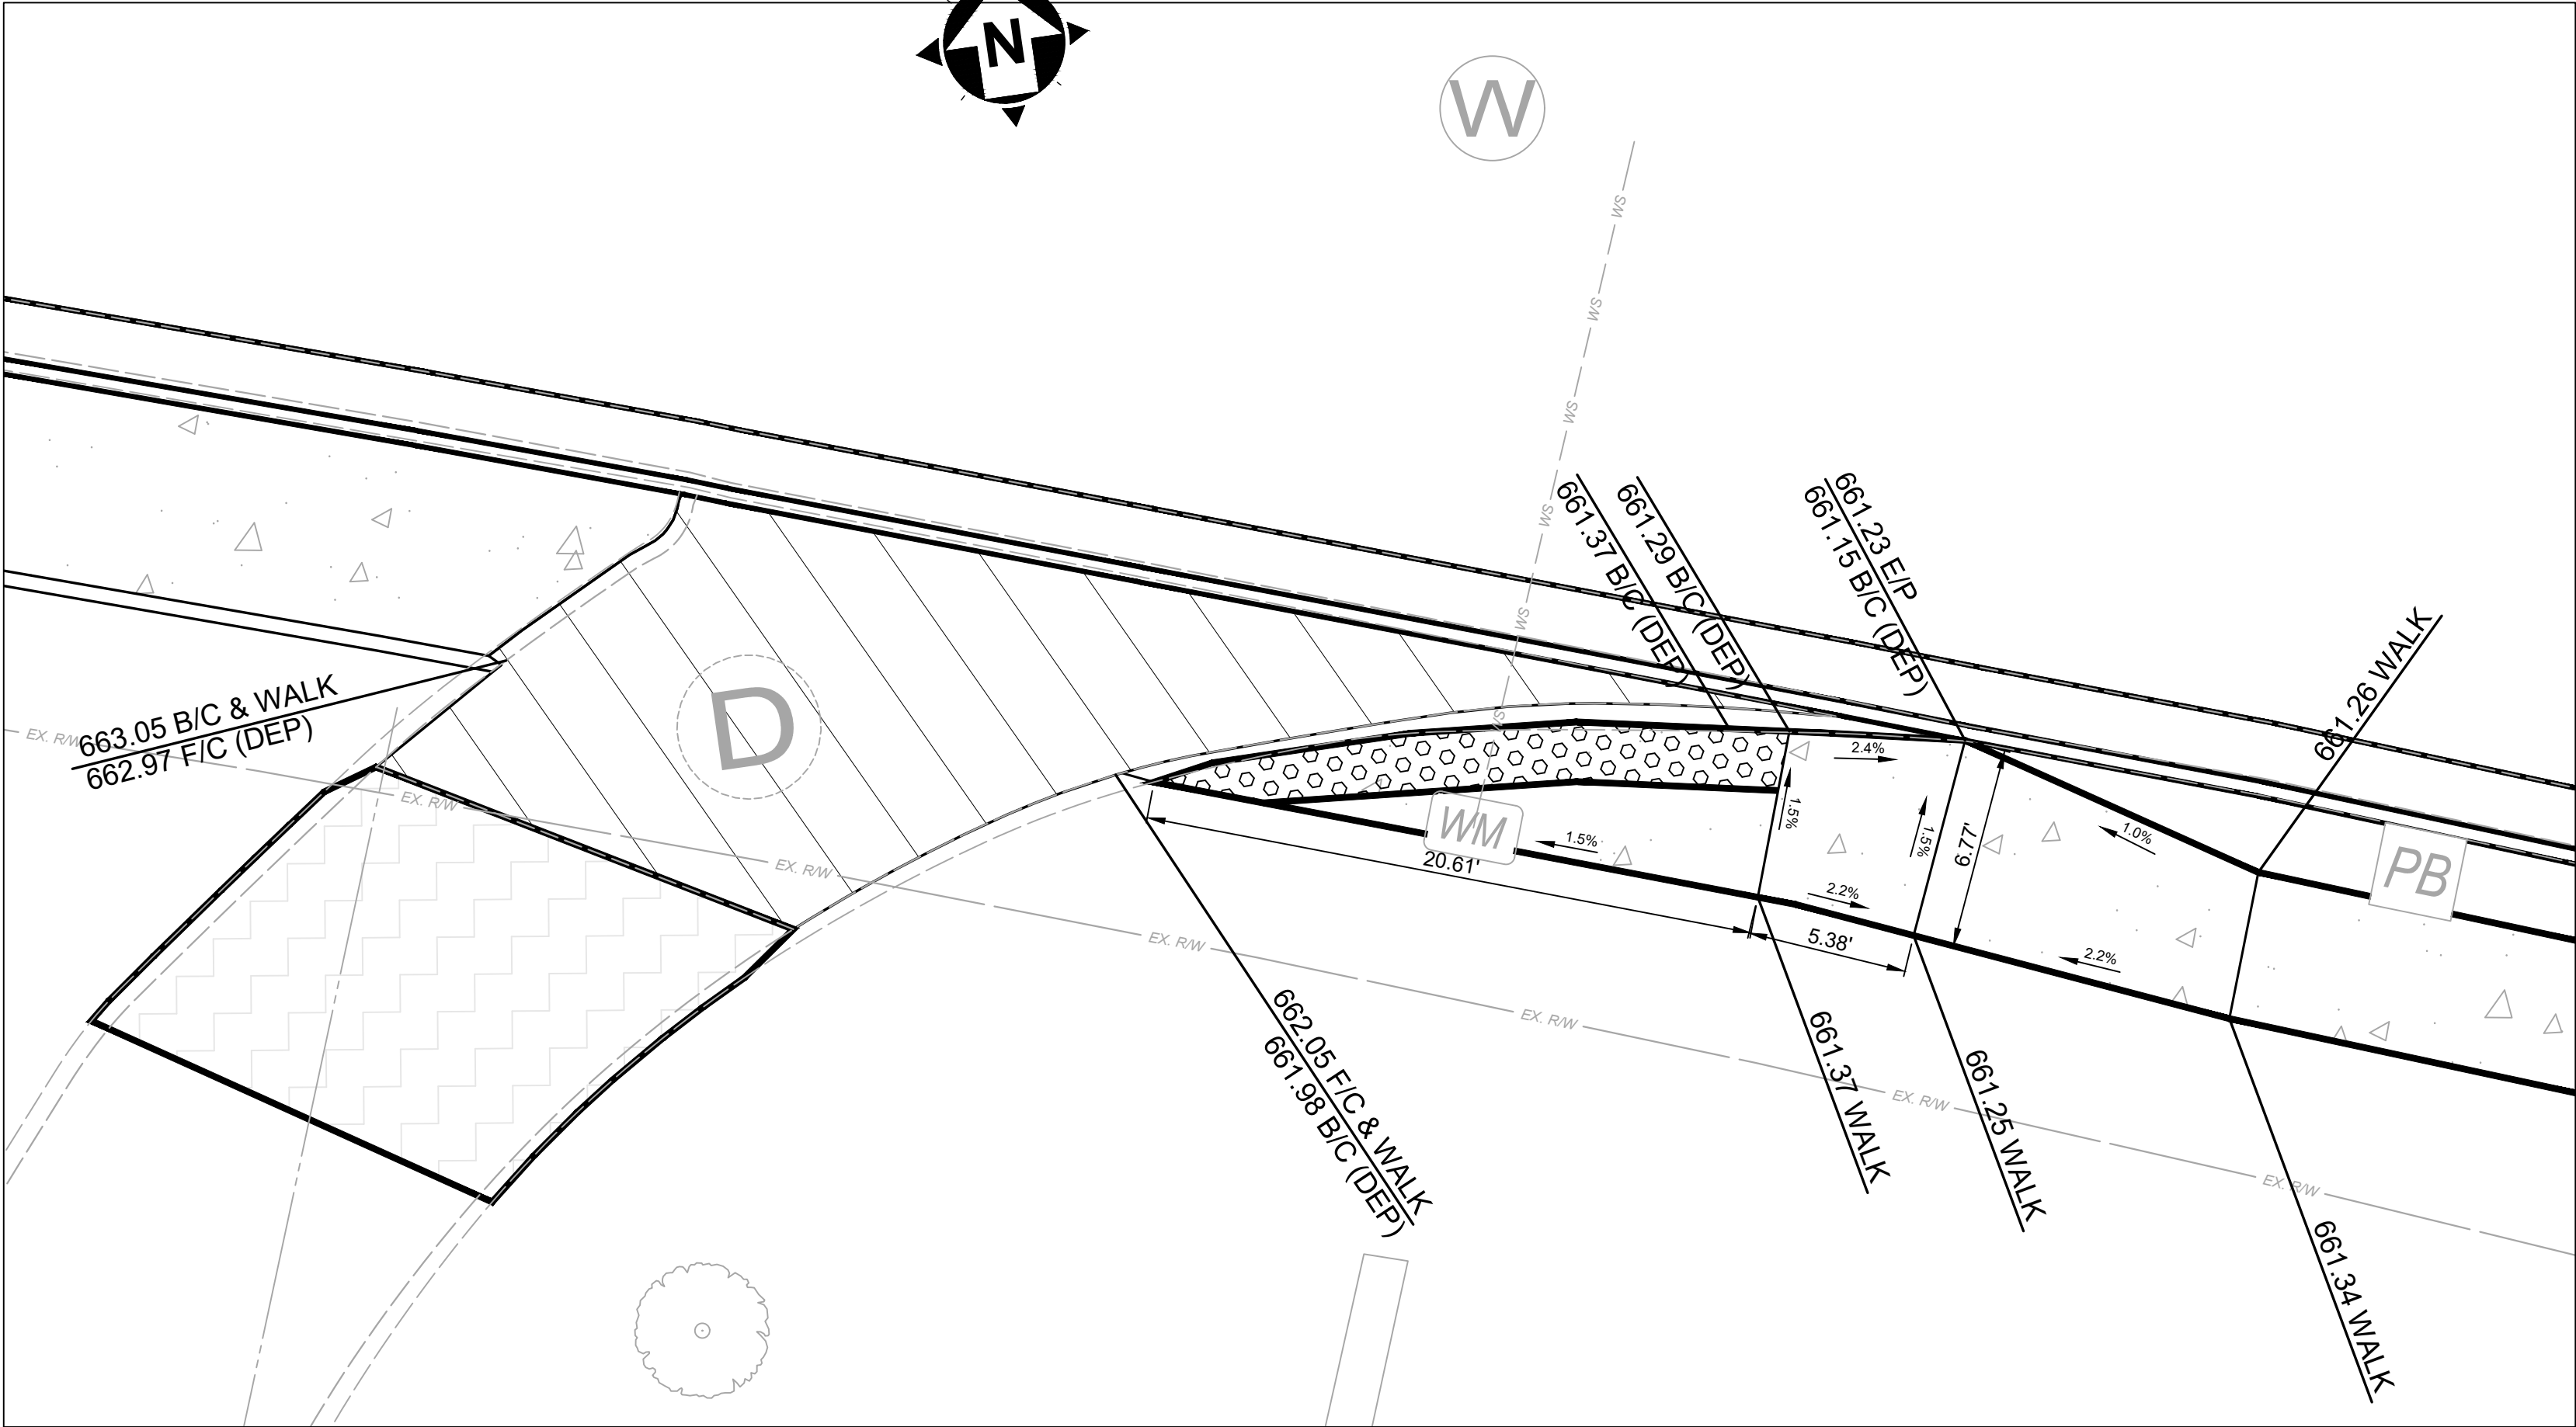 N
W
WS
WS
WS
WS
WS
WS
661.37 B/C (DEP)
661.29 B/C (DEP)
661.23 E/P
661.15 B/C (DEP)
661.26 WALK
663.05 B/C & WALK
662.97 F/C (DEP)
EX. R/W
EX. R/W
EX. R/W
EX. R/W
EX. R/W
EX. R/W
EX. R/W
D
WM
PB
2.4%
1.5%
1.5%
6.77'
1.0%
1.5%
20.61'
2.2%
5.38'
2.2%
662.05 F/C & WALK
661.98 B/C (DEP)
661.37 WALK
661.25 WALK
661.34 WALK